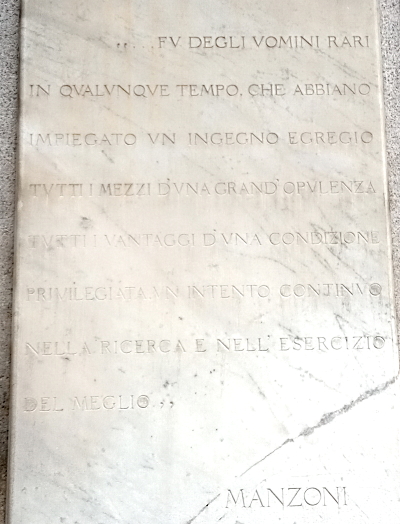 „....FV DEGLI VOMINI RARI
IN QVALVNQVE TEMPO, CHE ABBIANO
IMPIEGATO VN INGEGNO EGREGIO
TVTTI I MEZZI D'VNA GRAND'OPVLENZA
TVTTI I VANTAGGI D'VNA CONDIZIONE
PRIVILEGIATA VN INTENTO CONTINVO
NELLA RICERCA E NELL'ESERCIZIO
DEL MEGLIO.„
MANZONI